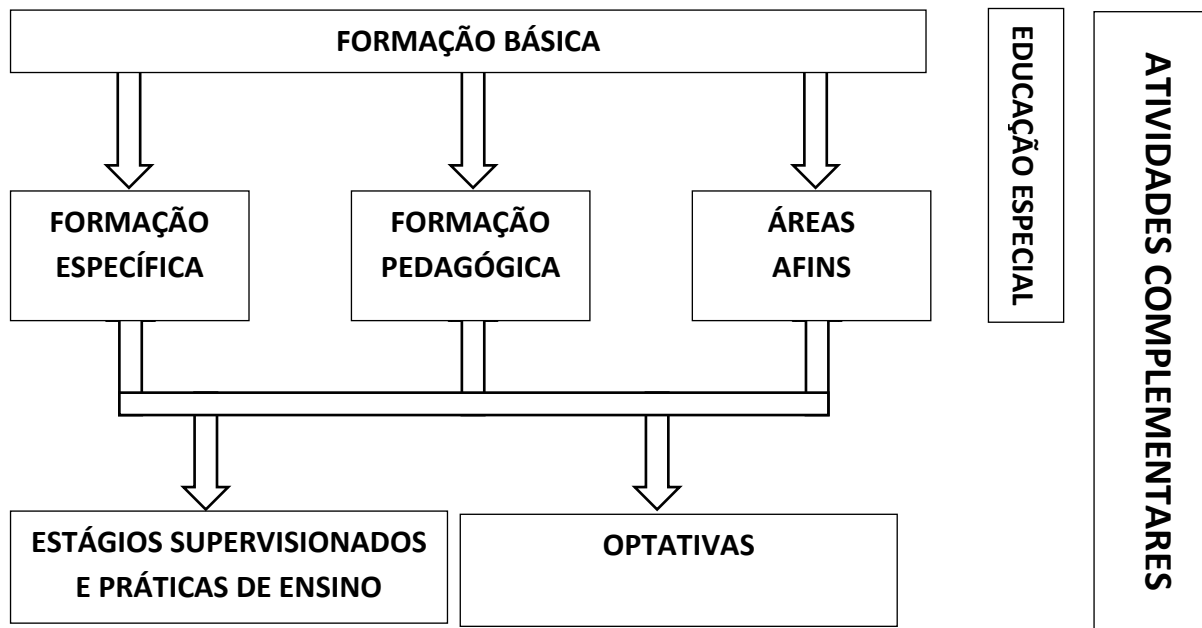 FORMAÇÃO BÁSICA
FORMAÇÃO
ESPECÍFICA
FORMAÇÃO
PEDAGÓGICA
ÁREAS
AFINS
ESTÁGIOS SUPERVISIONADOS
E PRÁTICAS DE ENSINO
OPTATIVAS
EDUCAÇÃO ESPECIAL
ATIVIDADES COMPLEMENTARES